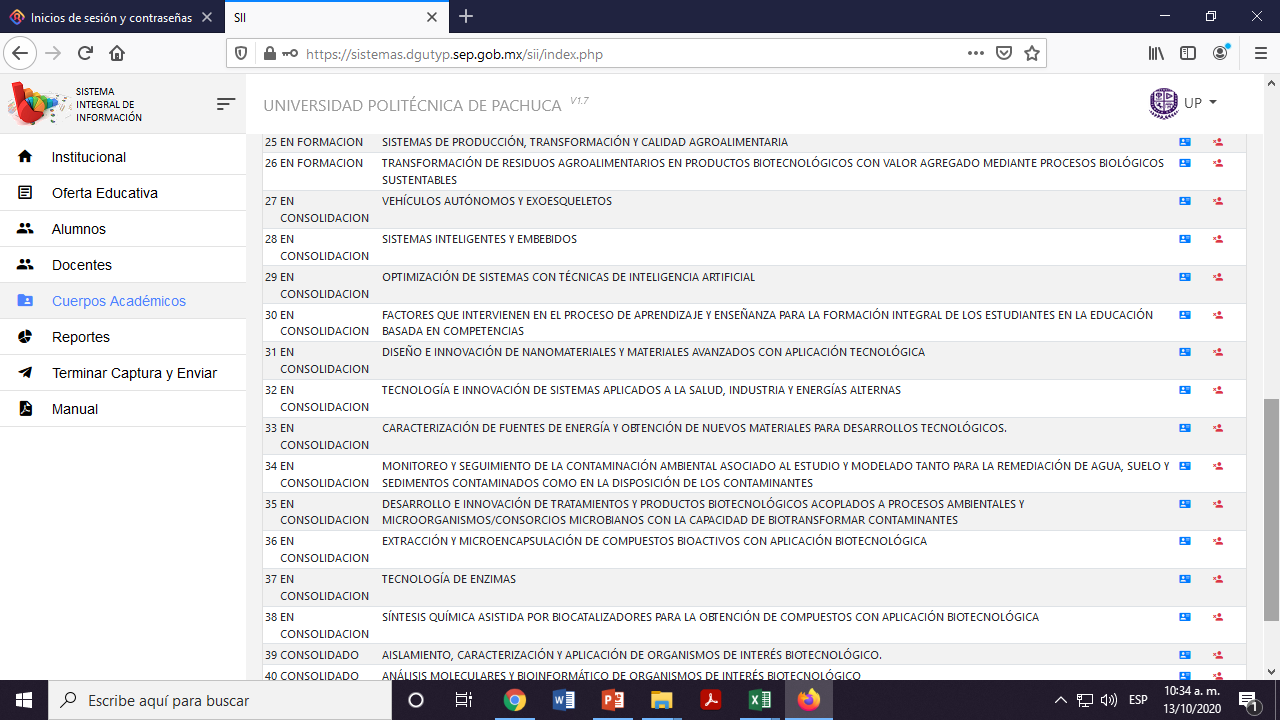 Inicios de sesión y contraseñas
SII
https://sistemas.dgutyp.sep.gob.mx/sii/index.php
SISTEMA
INTEGRAL DE
INFORMACIÓN
UNIVERSIDAD POLITÉCNICA DE PACHUCA V1.7
UP
Institucional
Oferta Educativa
Alumnos
Docentes
Cuerpos Académicos
Reportes
Terminar Captura y Enviar
Manual
25 EN FORMACION SISTEMAS DE PRODUCCIÓN, TRANSFORMACIÓN Y CALIDAD AGROALIMENTARIA
26 EN FORMACION TRANSFORMACIÓN DE RESIDUOS AGROALIMENTARIOS EN PRODUCTOS BIOTECNOLÓGICOS CON VALOR AGREGADO MEDIANTE PROCESOS BIOLÓGICOS
SUSTENTABLES
27 EN VEHÍCULOS AUTÓNOMOS Y EXOESQUELETOS
CONSOLIDACION
28 EN SISTEMAS INTELIGENTES Y EMBEBIDOS
CONSOLIDACION
29 EN OPTIMIZACIÓN DE SISTEMAS CON TÉCNICAS DE INTELIGENCIA ARTIFICIAL
CONSOLIDACION
30 EN FACTORES QUE INTERVIENEN EN EL PROCESO DE APRENDIZAJE Y ENSEÑANZA PARA LA FORMACIÓN INTEGRAL DE LOS ESTUDIANTES EN LA EDUCACIÓN
CONSOLIDACION BASADA EN COMPETENCIAS
31 EN DISEÑO E INNOVACIÓN DE NANOMATERIALES Y MATERIALES AVANZADOS CON APLICACIÓN TECNOLÓGICA
CONSOLIDACION
32 EN TECNOLOGÍA E INNOVACIÓN DE SISTEMAS APLICADOS A LA SALUD, INDUSTRIA Y ENERGÍAS ALTERNAS
CONSOLIDACION
33 EN CARACTERIZACIÓN DE FUENTES DE ENERGÍA Y OBTENCIÓN DE NUEVOS MATERIALES PARA DESARROLLOS TECNOLÓGICOS.
CONSOLIDACION
34 EN MONITOREO Y SEGUIMIENTO DE LA CONTAMINACIÓN AMBIENTAL ASOCIADO AL ESTUDIO Y MODELADO TANTO PARA LA REMEDIACIÓN DE AGUA, SUELO Y
CONSOLIDACION SEDIMENTOS CONTAMINADOS COMO EN LA DISPOSICIÓN DE LOS CONTAMINANTES
35 EN DESARROLLO E INNOVACIÓN DE TRATAMIENTOS Y PRODUCTOS BIOTECNOLÓGICOS ACOPLADOS A PROCESOS AMBIENTALES Y
CONSOLIDACION MICROORGANISMOS/CONSORCIOS MICROBIANOS CON LA CAPACIDAD DE BIOTRANSFORMAR CONTAMINANTES
36 EN EXTRACCIÓN Y MICROENCAPSULACIÓN DE COMPUESTOS BIOACTIVOS CON APLICACIÓN BIOTECNOLÓGICA
CONSOLIDACION
37 EN TECNOLOGÍA DE ENZIMAS
CONSOLIDACION
38 EN SÍNTESIS QUÍMICA ASISTIDA POR BIOCATALIZADORES PARA LA OBTENCIÓN DE COMPUESTOS CON APLICACIÓN BIOTECNOLÓGICA
CONSOLIDACION
39 CONSOLIDADO AISLAMIENTO, CARACTERIZACIÓN Y APLICACIÓN DE ORGANISMOS DE INTERÉS BIOTECNOLÓGICO.
40 CONSOLIDADO ANÁLISIS MOLECULARES Y BIOINFORMÁTICO DE ORGANISMOS DE INTERÉS BIOTECNOLÓGICO
Escribe aquí para buscar
ESP
10:34 a. m.
13/10/2020
1